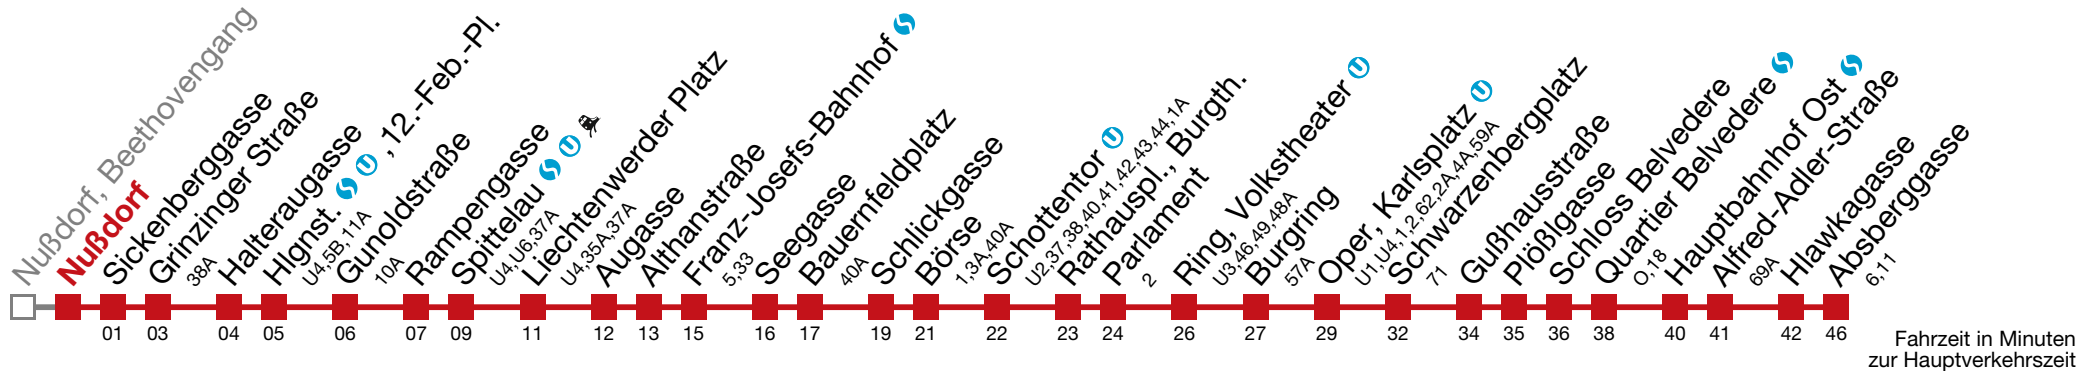 Nußdorf, Beethovengang
Nußdorf
Sickenberggasse
01
Grinzinger Straße
03
38A
Halteraugasse
04
Hlgnst. , 12.-Feb.-Pl.
05
U4,5B,11A
Gunoldstraße
06
10A
Rampengasse
07
Spittelau
09
U4,U6,37A
Liechtenwerder Platz
11
U4,35A,37A
Augasse
12
Althanstraße
13
Franz-Josefs-Bahnhof
15
5,33
Seegasse
16
Bauernfeldplatz
17
40A
Schlickgasse
19
Börse
21
1,3A,40A
Schottentor
22
U2,37,38,40,41,42,43,44,1A
Rathauspl., Burgth.
23
Parlament
24
2
Ring, Volkstheater
26
U3,46,49,48A
Burgring
27
57A
Oper, Karlsplatz
29
U1,U4,1,2,62,2A,4A,59A
Schwarzenbergplatz
32
71
Gußhausstraße
34
Plößlgasse
35
Schloss Belvedere
36
Quartier Belvedere
38
O,18
Hauptbahnhof Ost
40
Alfred-Adler-Straße
41
69A
Hlawkagasse
42
Absberggasse
46
6,11
Fahrzeit in Minuten
zur Hauptverkehrszeit